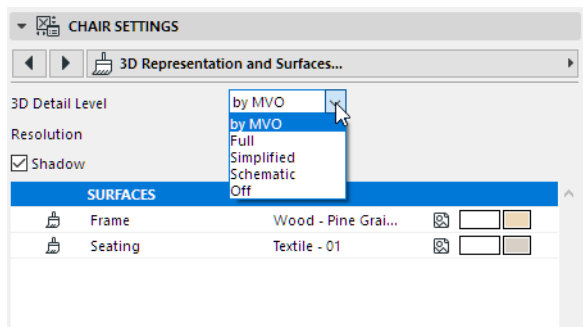 CHAIR SETTINGS
3D Representation and Surfaces...
3D Detail Level by MVO
by MVO
Full
Resolution
Simplified
Shadow
Schematic
Off
SURFACES
Frame Wood - Pine Grai...
Seating Textile - 01